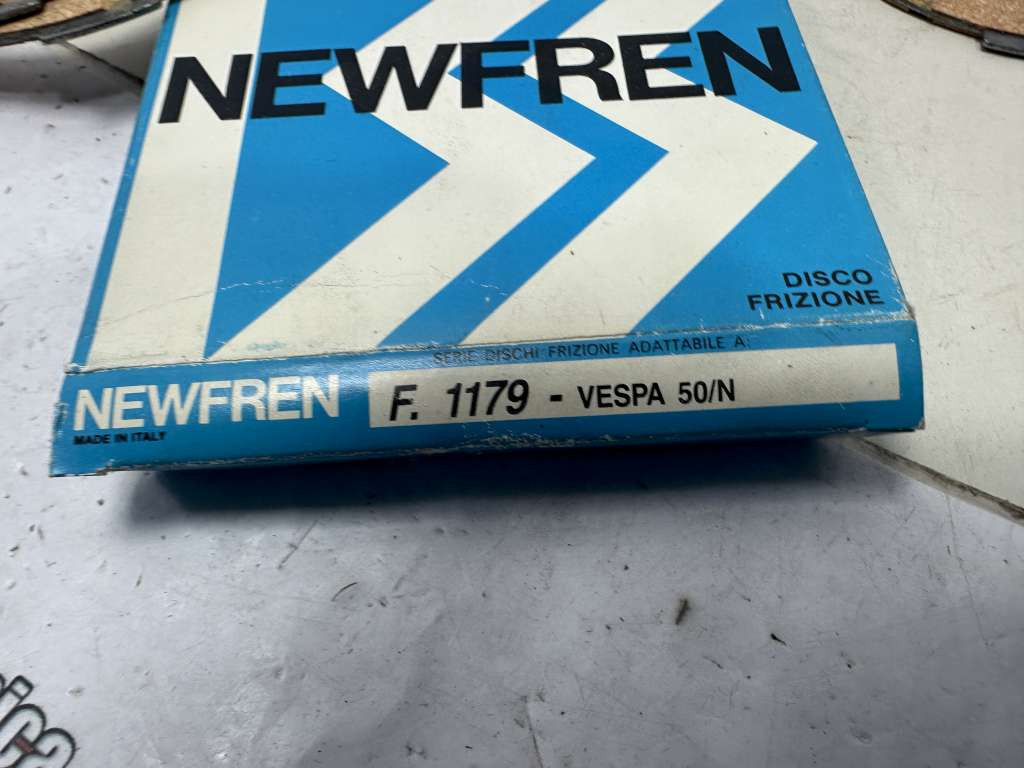 NEWFREN
DISCO
FRIZIONE
SERIE DISCHI FRIZIONE ADATTABILE A:
NEWFREN
F. 1179 - VESPA 50/N
MADE IN ITALY